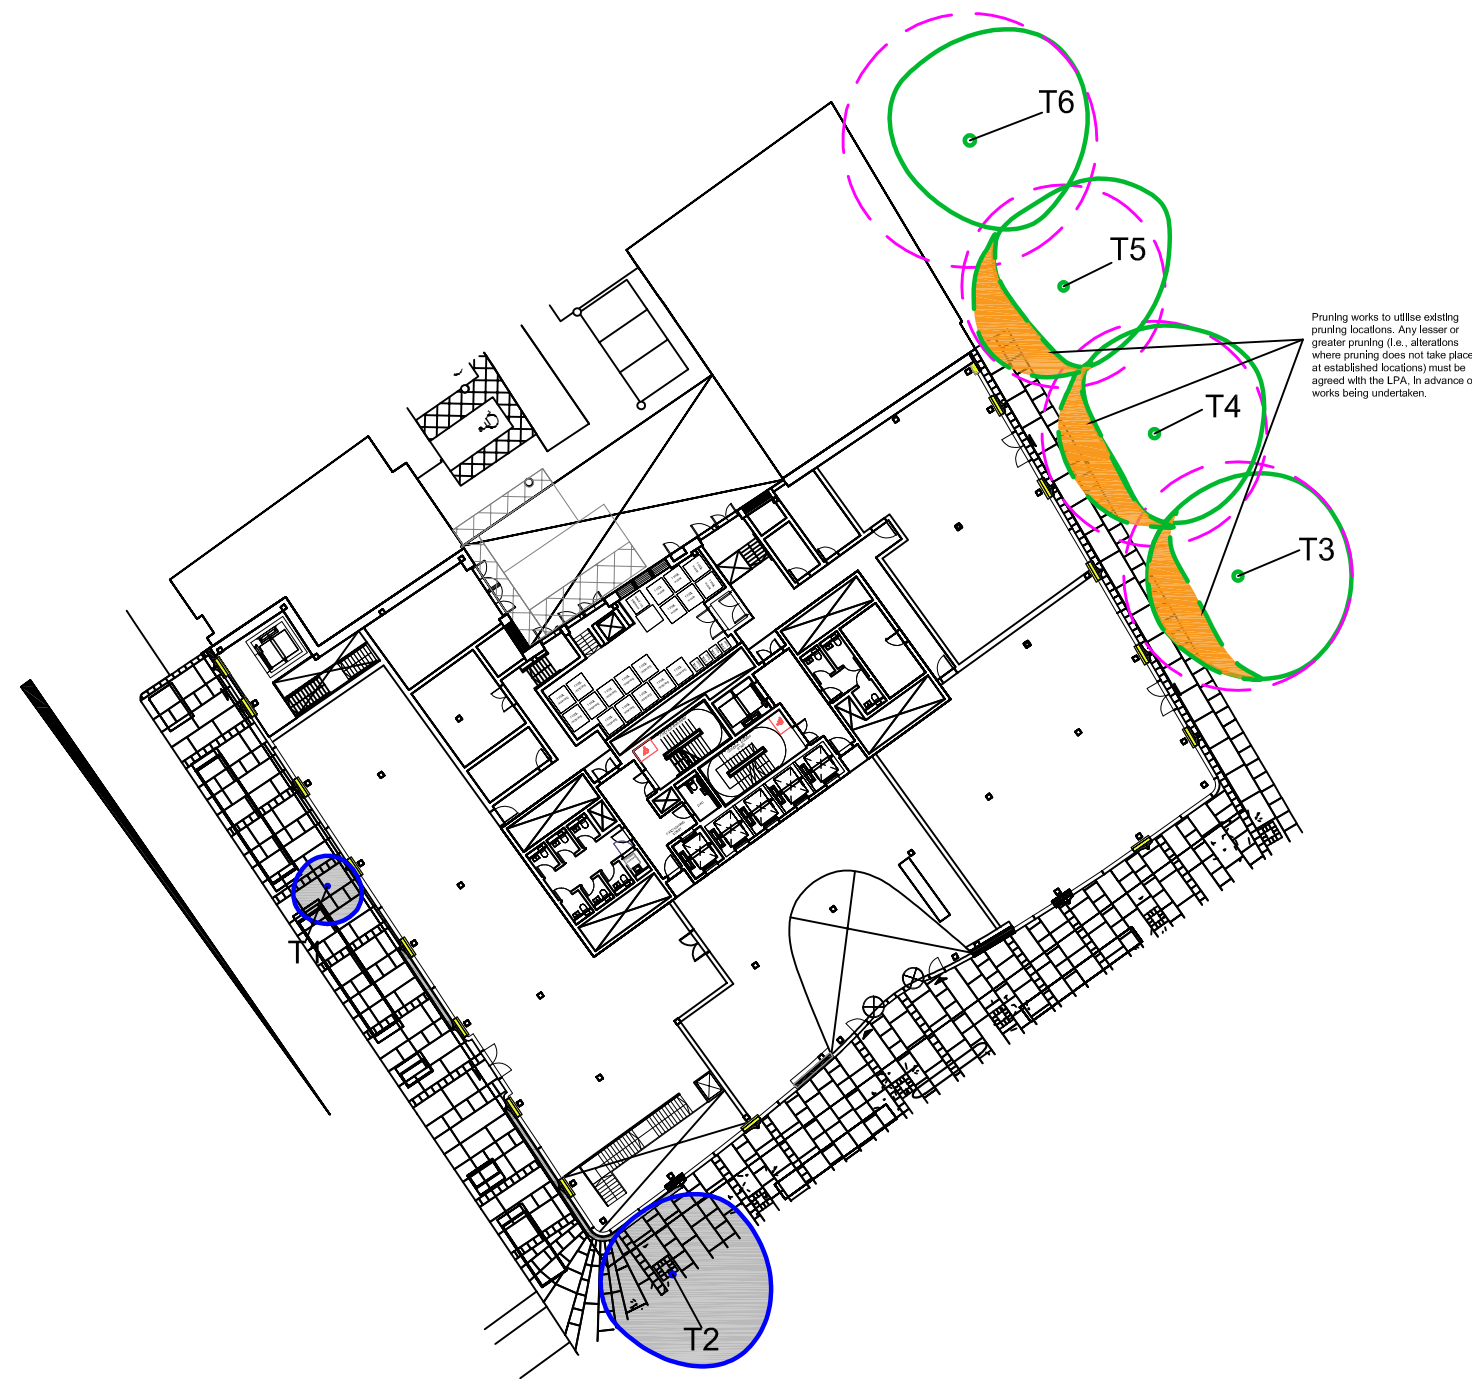 T6
T5
Pruning works to utilise existing
pruning locations. Any lesser or
greater pruning (i.e., alterations
where pruning does not take place
at established locations) must be
agreed with the LPA, in advance o
works being undertaken.
T4
T3
T1
T2